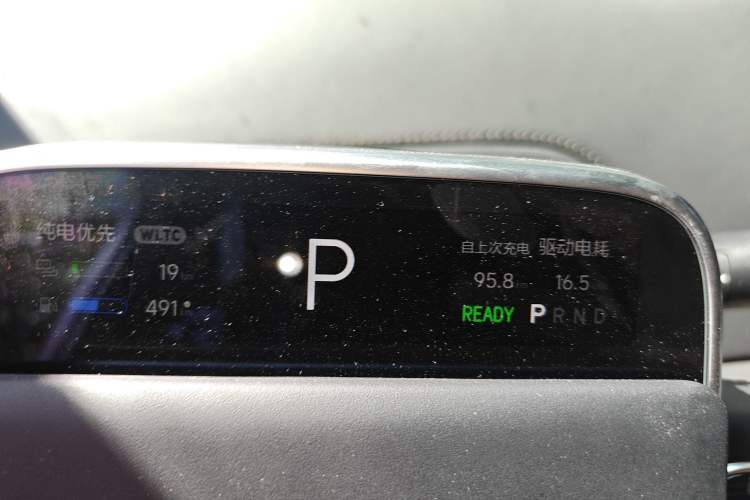 纯电优先 WLTC
19
491
P
自上次充电 驱动电耗
95.8 16.5
READY P R N D